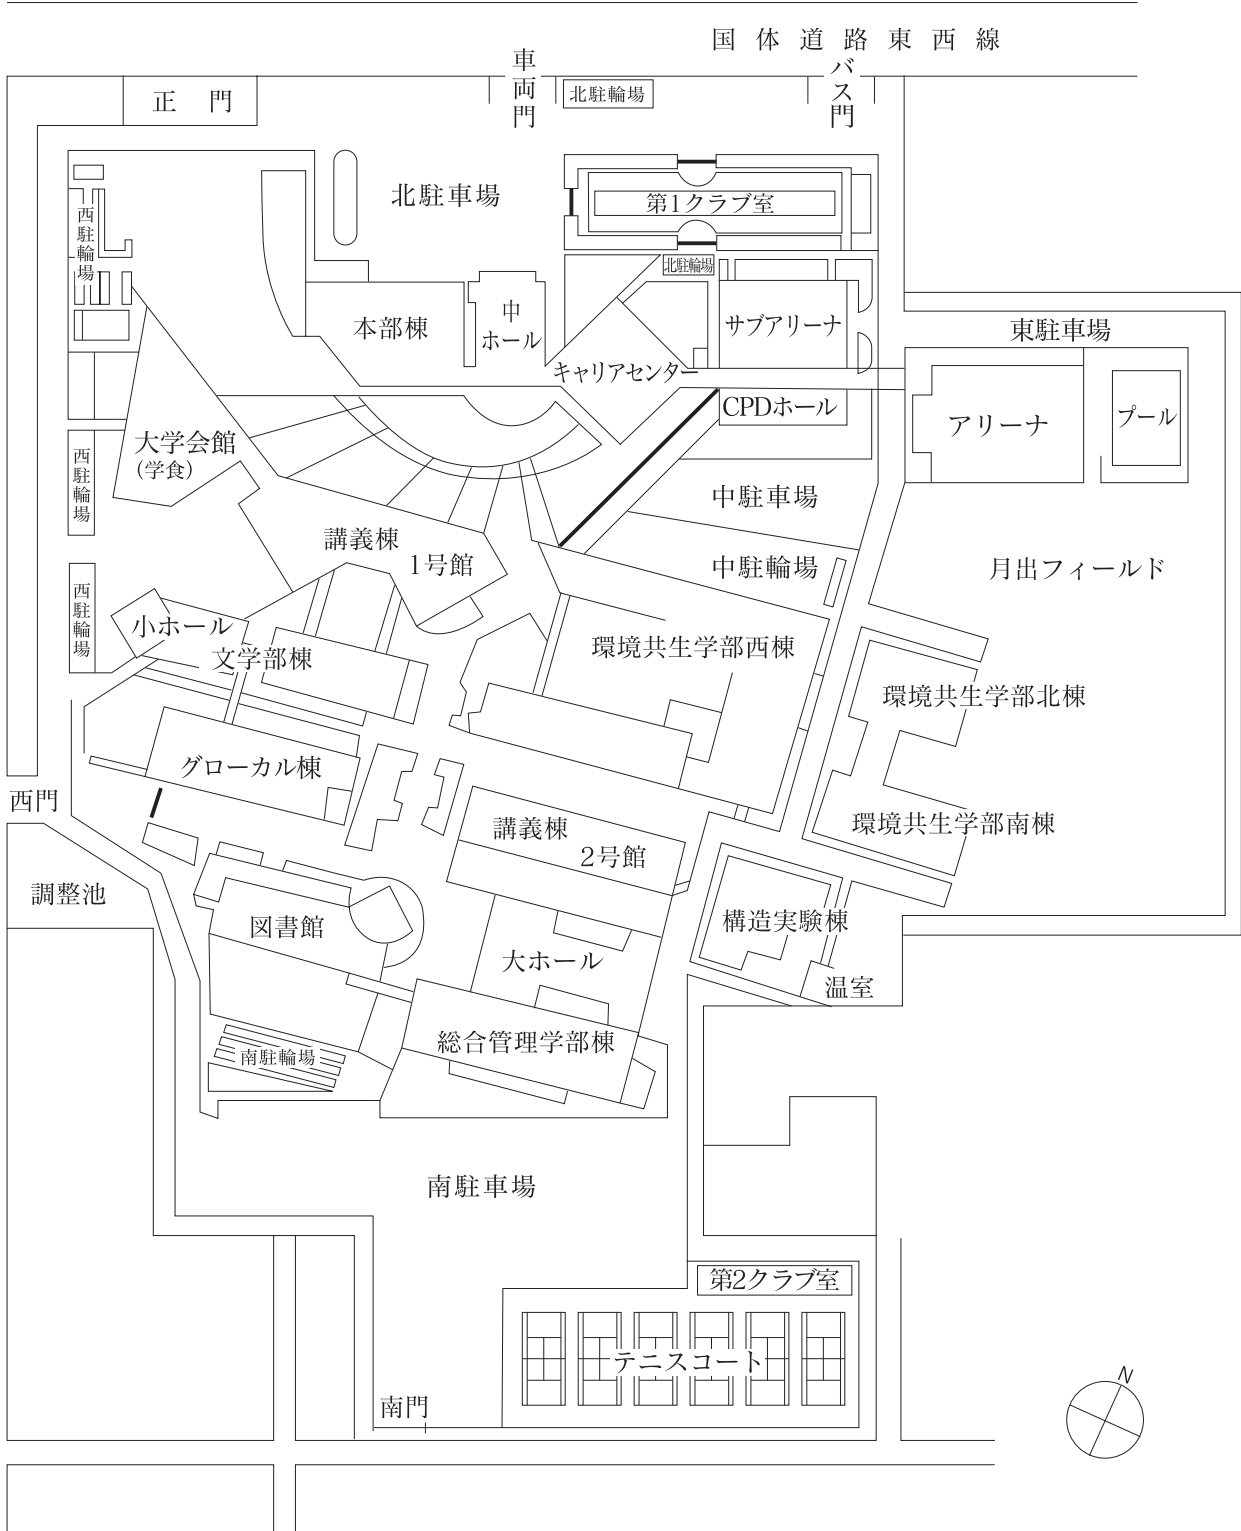 国体道路東西線
正門
車両門
北駐輪場
バス門
西駐輪場
北駐車場
第1クラブ室
北駐輪場
本部棟
中
ホール
サブアリーナ
東駐車場
キャリアセンター
CPDホール
アリーナ
プール
大学会館
(学食)
西駐輪場
中駐車場
講義棟
1号館
中駐輪場
月出フィールド
西駐輪場
小ホール
文学部棟
環境共生学部西棟
環境共生学部北棟
グローカル棟
西門
講義棟
2号館
環境共生学部南棟
調整池
図書館
大ホール
構造実験棟
温室
総合管理学部棟
南駐輪場
南駐車場
第2クラブ室
テニスコート
南門
N